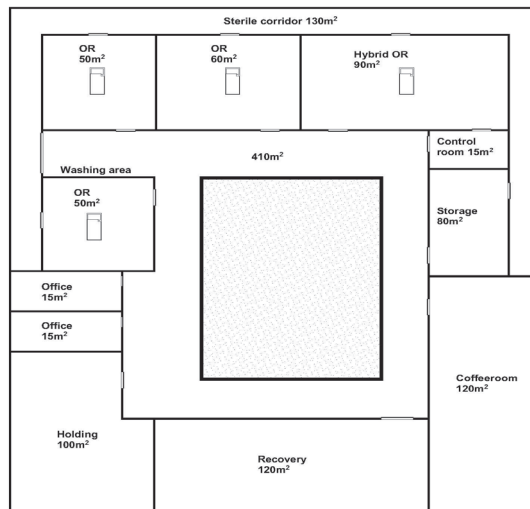 Sterile corridor 130m²
OR
50m²
OR
60m²
Hybrid OR
90m²
Control
room 15m²
410m²
Washing area
OR
50m²
Storage
80m²
Office
15m²
Office
15m²
Coffeeroom
120m²
Holding
100m²
Recovery
120m²